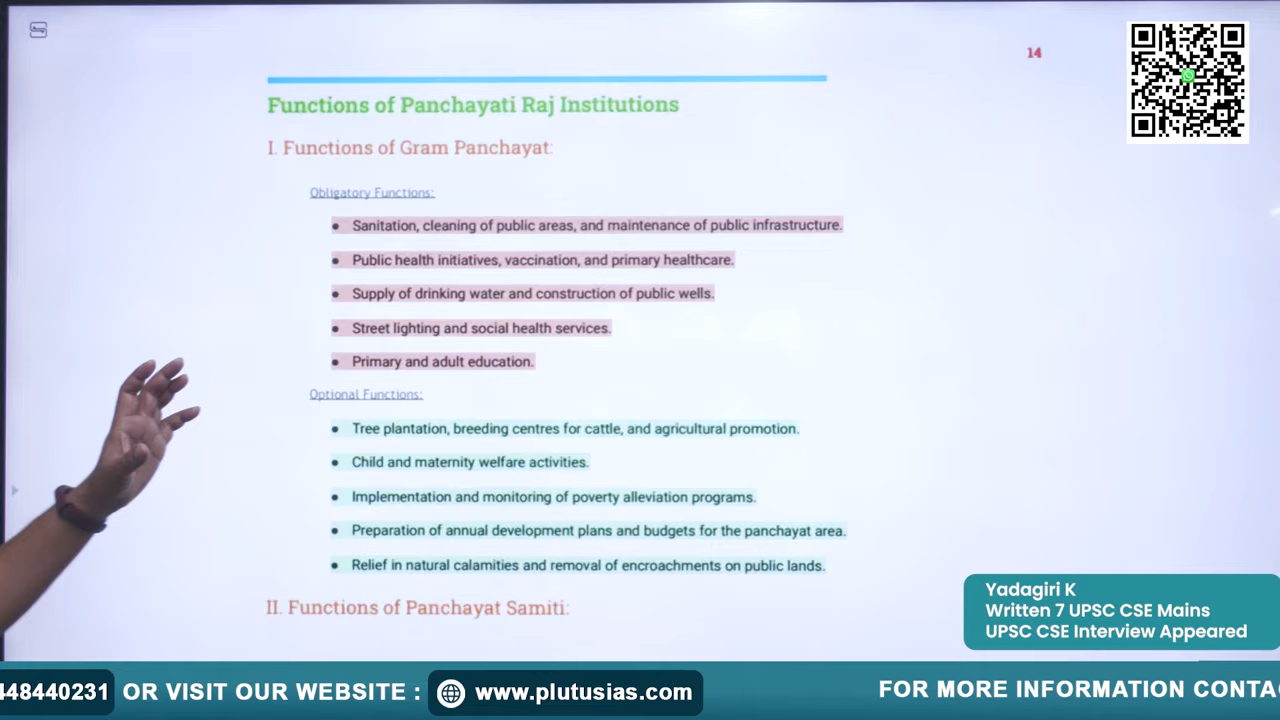 14
Functions of Panchayati Raj Institutions
I. Functions of Gram Panchayat:
Obligatory Functions:
• Sanitation, cleaning of public areas, and maintenance of public infrastructure.
• Public health initiatives, vaccination, and primary healthcare.
• Supply of drinking water and construction of public wells.
• Street lighting and social health services.
• Primary and adult education.
Optional Functions:
• Tree plantation, breeding centres for cattle, and agricultural promotion.
• Child and maternity welfare activities.
• Implementation and monitoring of poverty alleviation programs.
• Preparation of annual development plans and budgets for the panchayat area.
• Relief in natural calamities and removal of encroachments on public lands.
II. Functions of Panchayat Samiti:
Yadagiri K
Written 7 UPSC CSE Mains
UPSC CSE Interview Appeared
448440231 OR VISIT OUR WEBSITE : www.plutusias.com FOR MORE INFORMATION CONTA